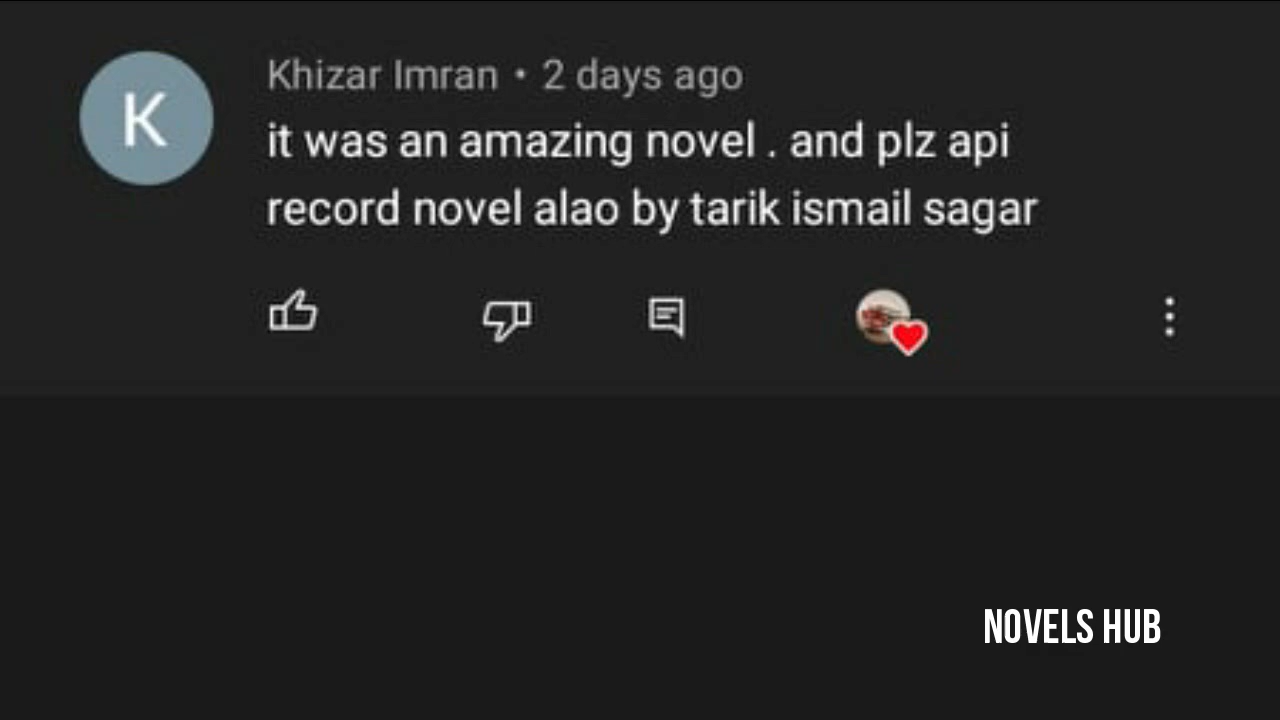 K
Khizar Imran • 2 days ago
it was an amazing novel . and plz api
record novel alao by tarik ismail sagar
NOVELS HUB